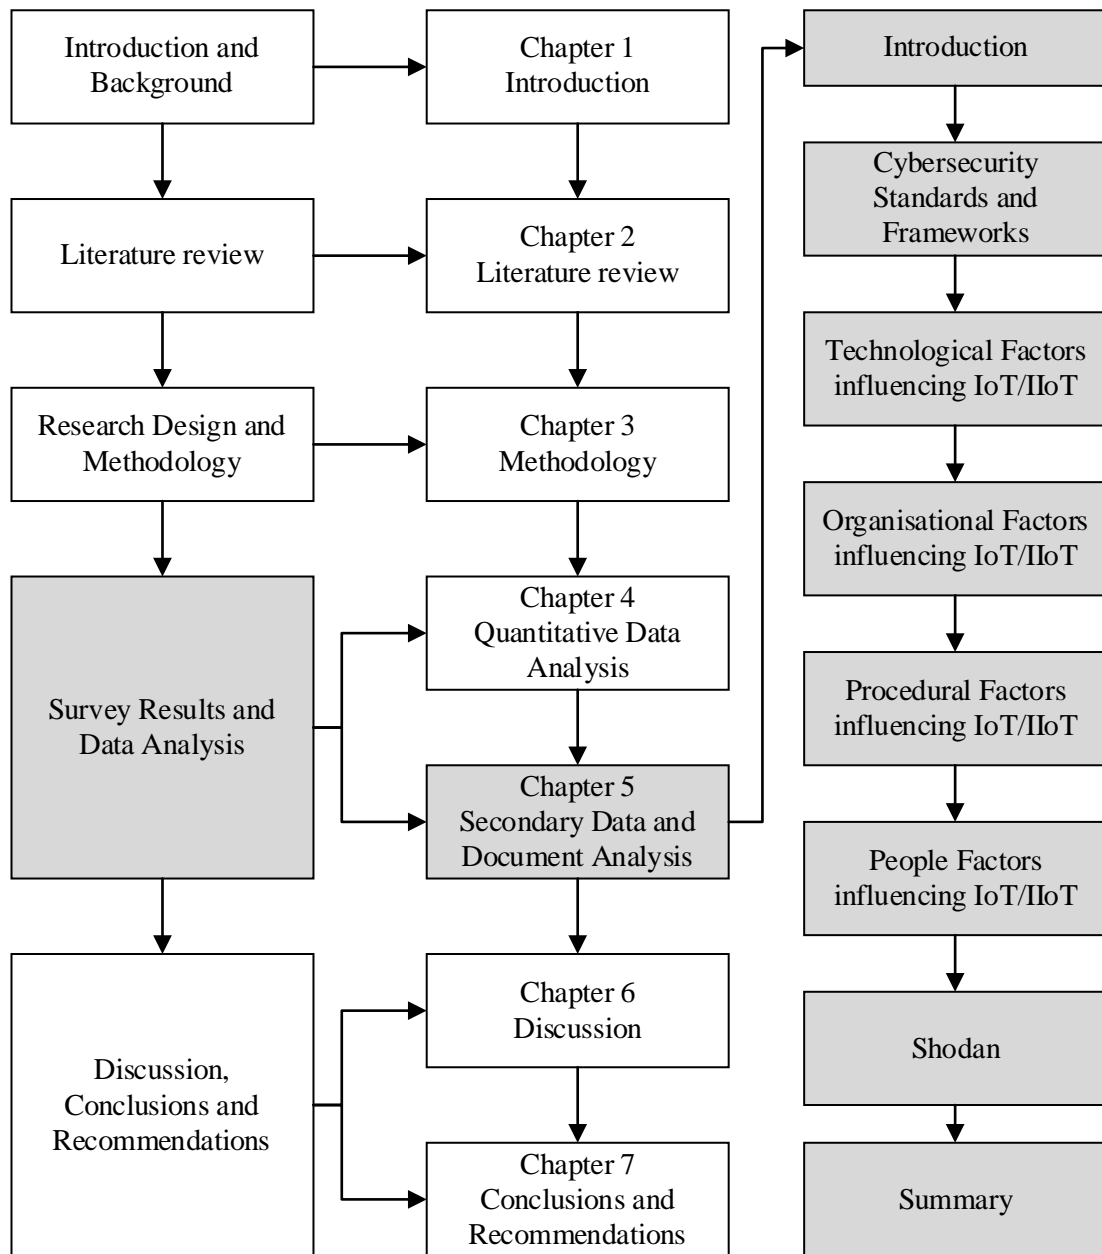 Introduction and
Background
Literature review
Research Design and
Methodology
Survey Results and
Data Analysis
Discussion,
Conclusions and
Recommendations
Chapter 1
Introduction
Chapter 2
Literature review
Chapter 3
Methodology
Chapter 4
Quantitative Data
Analysis
Chapter 5
Secondary Data and
Document Analysis
Chapter 6
Discussion
Chapter 7
Conclusions and
Recommendations
Introduction
Cybersecurity
Standards and
Frameworks
Technological Factors
influencing IoT/IIoT
Organisational Factors
influencing IoT/IIoT
Procedural Factors
influencing IoT/IIoT
People Factors
influencing IoT/IIoT
Shodan
Summary